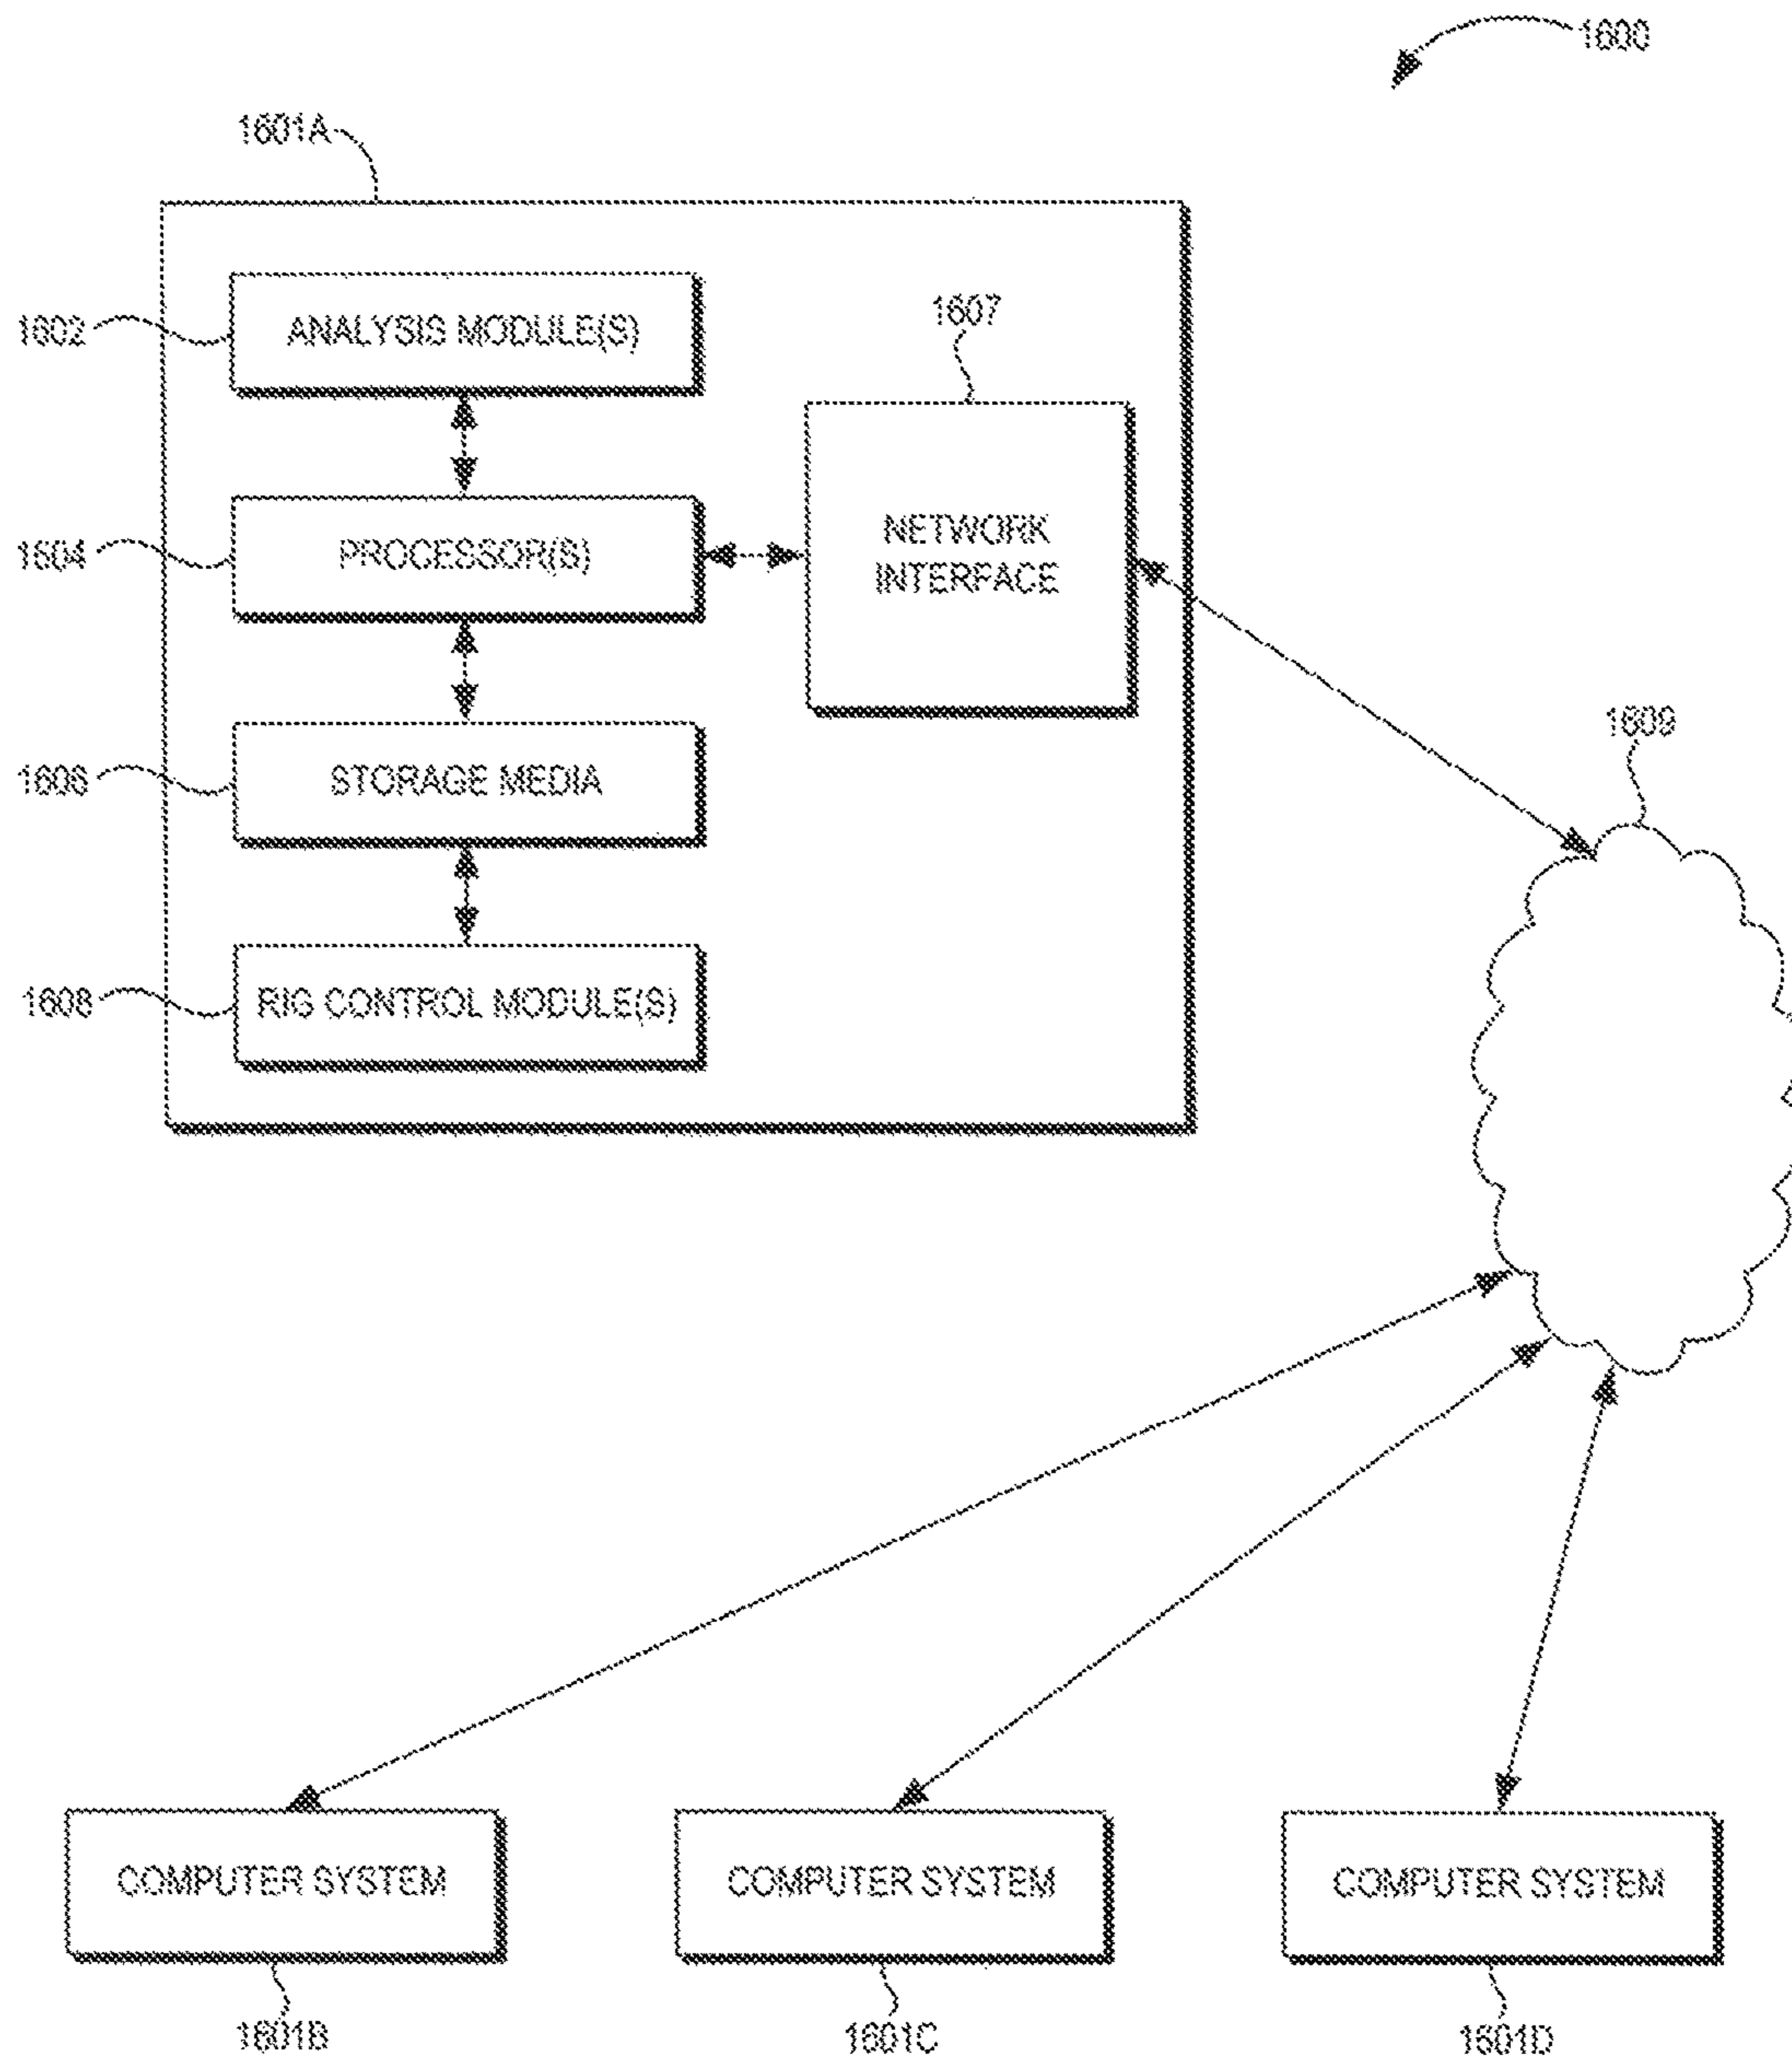 1600
1601A
1602
ANALYSIS MODULE(S)
1607
1604
PROCESSOR(S)
NETWORK
INTERFACE
1606
STORAGE MEDIA
1609
1608
RIG CONTROL MODULE(S)
COMPUTER SYSTEM
COMPUTER SYSTEM
COMPUTER SYSTEM
1601B
1601C
1601D